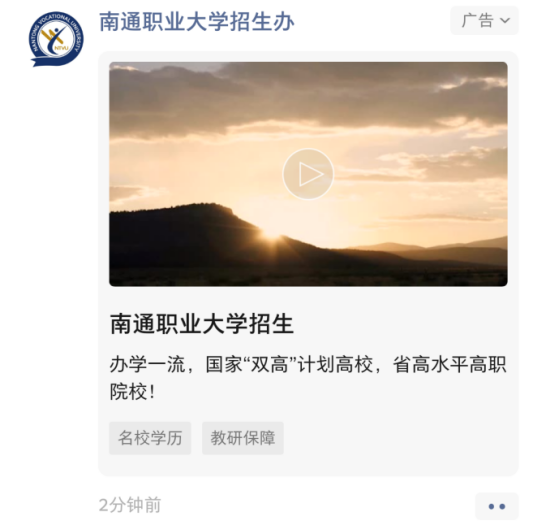 南通职业大学招生办
广告
南通职业大学招生
办学一流，国家“双高”计划高校，省高水平高职
院校！
名校学历
教研保障
2分钟前